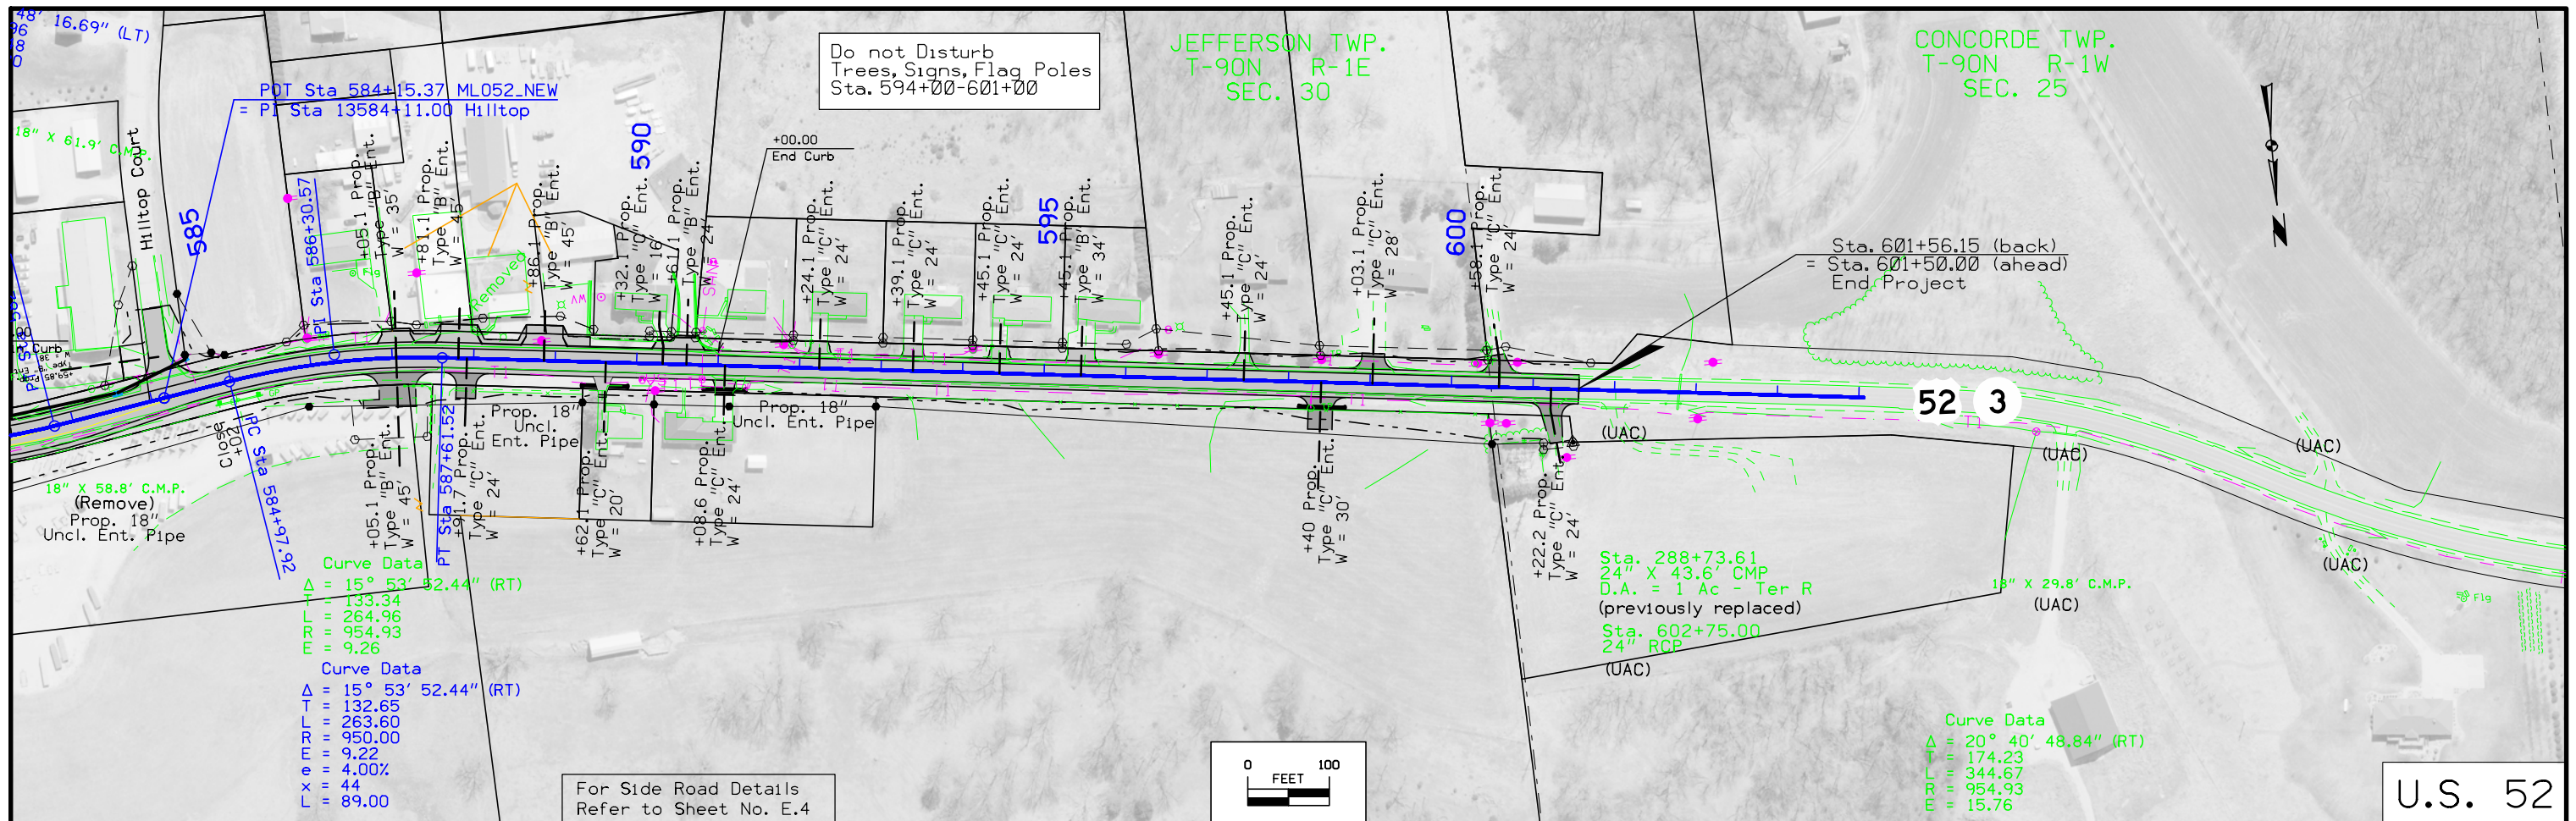 48' 16.69" (LT)
POT Sta 584+15.37 ML052_NEW
= PI Sta 13584+11.00 Hilltop
18" X 61.9' C.M.P.
Hilltop Court
585
PI Sta 586+30.57
+05.1 Prop.
Type "B" Ent.
W = 35'
+81.1 Prop.
Type "B" Ent.
W = 45'
Removed
+86.1 Prop.
Type "B" Ent.
W = 45'
590
+32.1 Prop.
Type "C" Ent.
W = 16'
+61.1 Prop.
Type "B" Ent.
W = 24'
Do not Disturb
Trees, Signs, Flag Poles
Sta. 594+00-601+00
+00.00
End Curb
+24.1 Prop.
Type "C" Ent.
W = 24'
+39.1 Prop.
Type "C" Ent.
W = 24'
+45.1 Prop.
Type "C" Ent.
W = 24'
595
+45.1 Prop.
Type "B" Ent.
W = 34'
JEFFERSON TWP.
T-90N R-1E
SEC. 30
+45.1 Prop.
Type "C" Ent.
W = 24'
+03.1 Prop.
Type "C" Ent.
W = 28'
600
+58.1 Prop.
Type "C" Ent.
W = 24'
CONCORDE TWP.
T-90N R-1W
SEC. 25
Sta. 601+56.15 (back)
= Sta. 601+50.00 (ahead)
End Project
52
3
Flg
Curb
+59.85 Prop.
Type "B" Ent.
W = 38'
Close
+02
PC Sta 584+97.92
18" X 58.8' C.M.P.
(Remove)
Prop. 18"
Uncl. Ent. Pipe
+05.1 Prop.
Type "B" Ent.
W = 45'
PT Sta 587+61.52
+91.7 Prop.
Type "C" Ent.
W = 24'
Prop. 18"
Uncl.
Ent. Pipe
+62.1 Prop.
Type "C" Ent.
W = 20'
+08.6 Prop.
Type "C" Ent.
W = 24'
Prop. 18"
Uncl. Ent. Pipe
+40 Prop.
Type "C" Ent.
W = 30'
+22.2 Prop.
Type "C" Ent.
W = 24'
(UAC)
(UAC)
(UAC)
(UAC)
Sta. 288+73.61
24" X 43.6' CMP
D.A. = 1 Ac - Ter R
(previously replaced)
Sta. 602+75.00
24" RCP
(UAC)
18" X 29.8' C.M.P.
(UAC)
Flg
Curve Data
Δ = 15° 53' 52.44" (RT)
T = 133.34
L = 264.96
R = 954.93
E = 9.26
Curve Data
Δ = 15° 53' 52.44" (RT)
T = 132.65
L = 263.60
R = 950.00
E = 9.22
e = 4.00%
x = 44
L = 89.00
For Side Road Details
Refer to Sheet No. E.4
0 100
FEET
Curve Data
Δ = 20° 40' 48.84" (RT)
T = 174.23
L = 344.67
R = 954.93
E = 15.76
U.S. 52